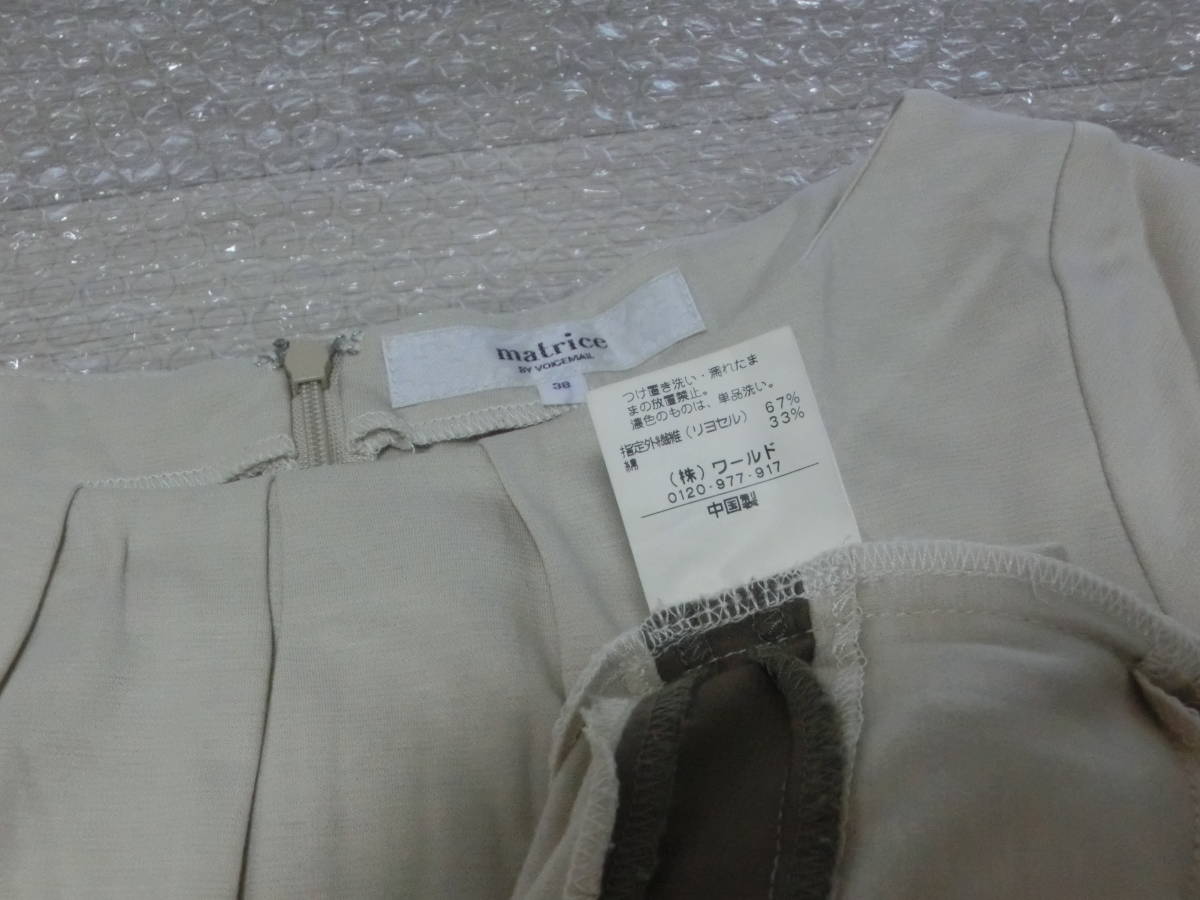 matrice
BY VOICEMAIL
38
つけ置き洗い・濡れたま
まの放置禁止。
濃色のものは、単品洗い。
指定外繊維(リヨセル) 67%
綿 33%
(株)ワールド
0120-977-917
中国製